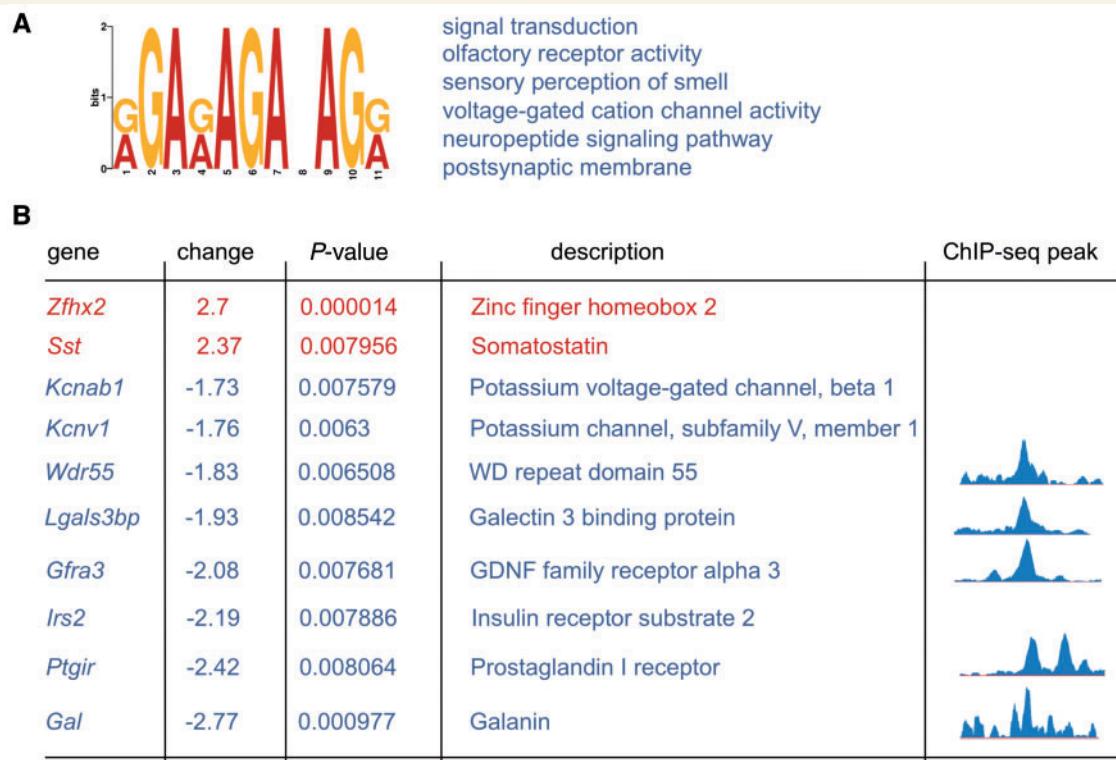 A
bits
2
1
0
G G A G A G A A G G
A A A
1 2 3 4 5 6 7 8 9 10 11
signal transduction
olfactory receptor activity
sensory perception of smell
voltage-gated cation channel activity
neuropeptide signaling pathway
postsynaptic membrane
B
gene change P-value description ChIP-seq peak
Zfhx2 2.7 0.000014 Zinc finger homeobox 2
Sst 2.37 0.007956 Somatostatin
Kcnab1 -1.73 0.007579 Potassium voltage-gated channel, beta 1
Kcnv1 -1.76 0.0063 Potassium channel, subfamily V, member 1
Wdr55 -1.83 0.006508 WD repeat domain 55
Lgals3bp -1.93 0.008542 Galectin 3 binding protein
Gfra3 -2.08 0.007681 GDNF family receptor alpha 3
Irs2 -2.19 0.007886 Insulin receptor substrate 2
Ptgir -2.42 0.008064 Prostaglandin I receptor
Gal -2.77 0.000977 Galanin